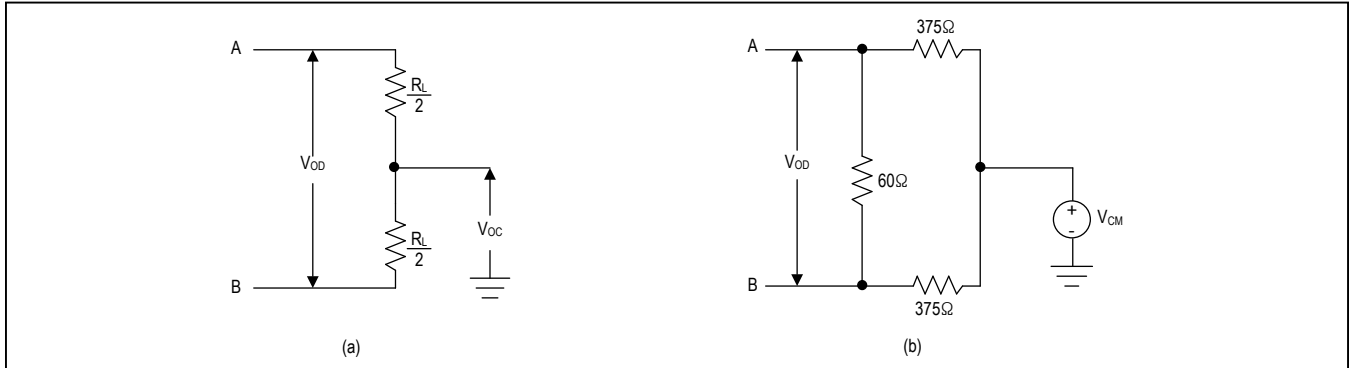 A
R_L
2
V_OD
V_OC
R_L
2
B
(a)
375Ω
A
V_OD
60Ω
+
-
V_CM
B
375Ω
(b)